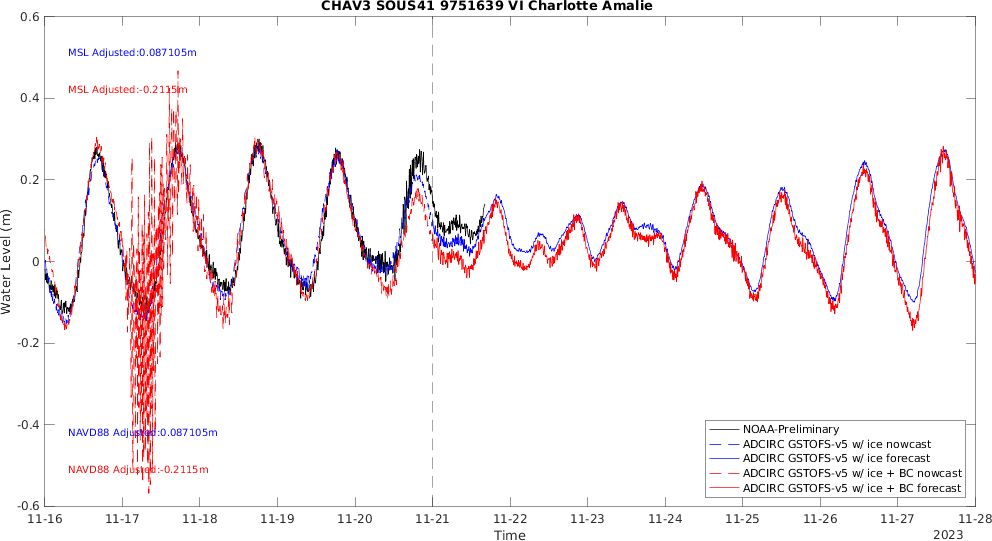 CHAV3 SOUS41 9751639 VI Charlotte Amalie
0.6
0.4
0.2
0
-0.2
-0.4
-0.6
Water Level (m)
MSL Adjusted:0.087105m
MSL Adjusted:-0.2115m
NAVD88 Adjusted:0.087105m
NAVD88 Adjusted:-0.2115m
NOAA-Preliminary
ADCIRC GSTOFS-v5 w/ ice nowcast
ADCIRC GSTOFS-v5 w/ ice forecast
ADCIRC GSTOFS-v5 w/ ice + BC nowcast
ADCIRC GSTOFS-v5 w/ ice + BC forecast
11-16 11-17 11-18 11-19 11-20 11-21 11-22 11-23 11-24 11-25 11-26 11-27 11-28
Time
2023